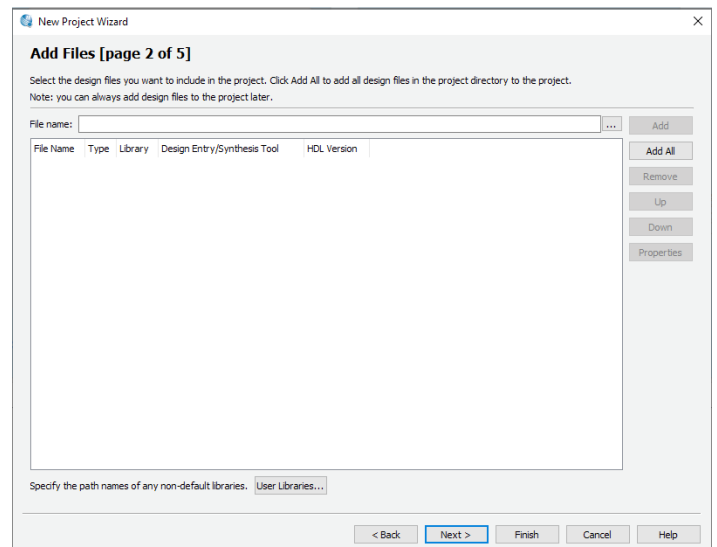 New Project Wizard
Add Files [page 2 of 5]
Select the design files you want to include in the project. Click Add All to add all design files in the project directory to the project.
Note: you can always add design files to the project later.
File name: ... Add
File Name Type Library Design Entry/Synthesis Tool HDL Version Add All
Remove
Up
Down
Properties
Specify the path names of any non-default libraries. User Libraries...
< Back Next > Finish Cancel Help